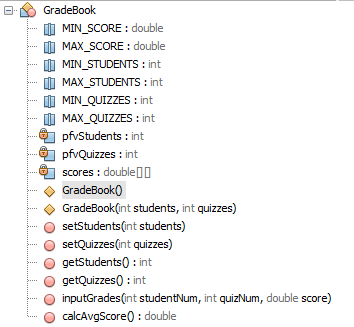 GradeBook
MIN_SCORE : double
MAX_SCORE : double
MIN_STUDENTS : int
MAX_STUDENTS : int
MIN_QUIZZES : int
MAX_QUIZZES : int
pfvStudents : int
pfvQuizzes : int
scores : double[][]
GradeBook()
GradeBook(int students, int quizzes)
setStudents(int students)
setQuizzes(int quizzes)
getStudents() : int
getQuizzes() : int
inputGrades(int studentNum, int quizNum, double score)
calcAvgScore() : double